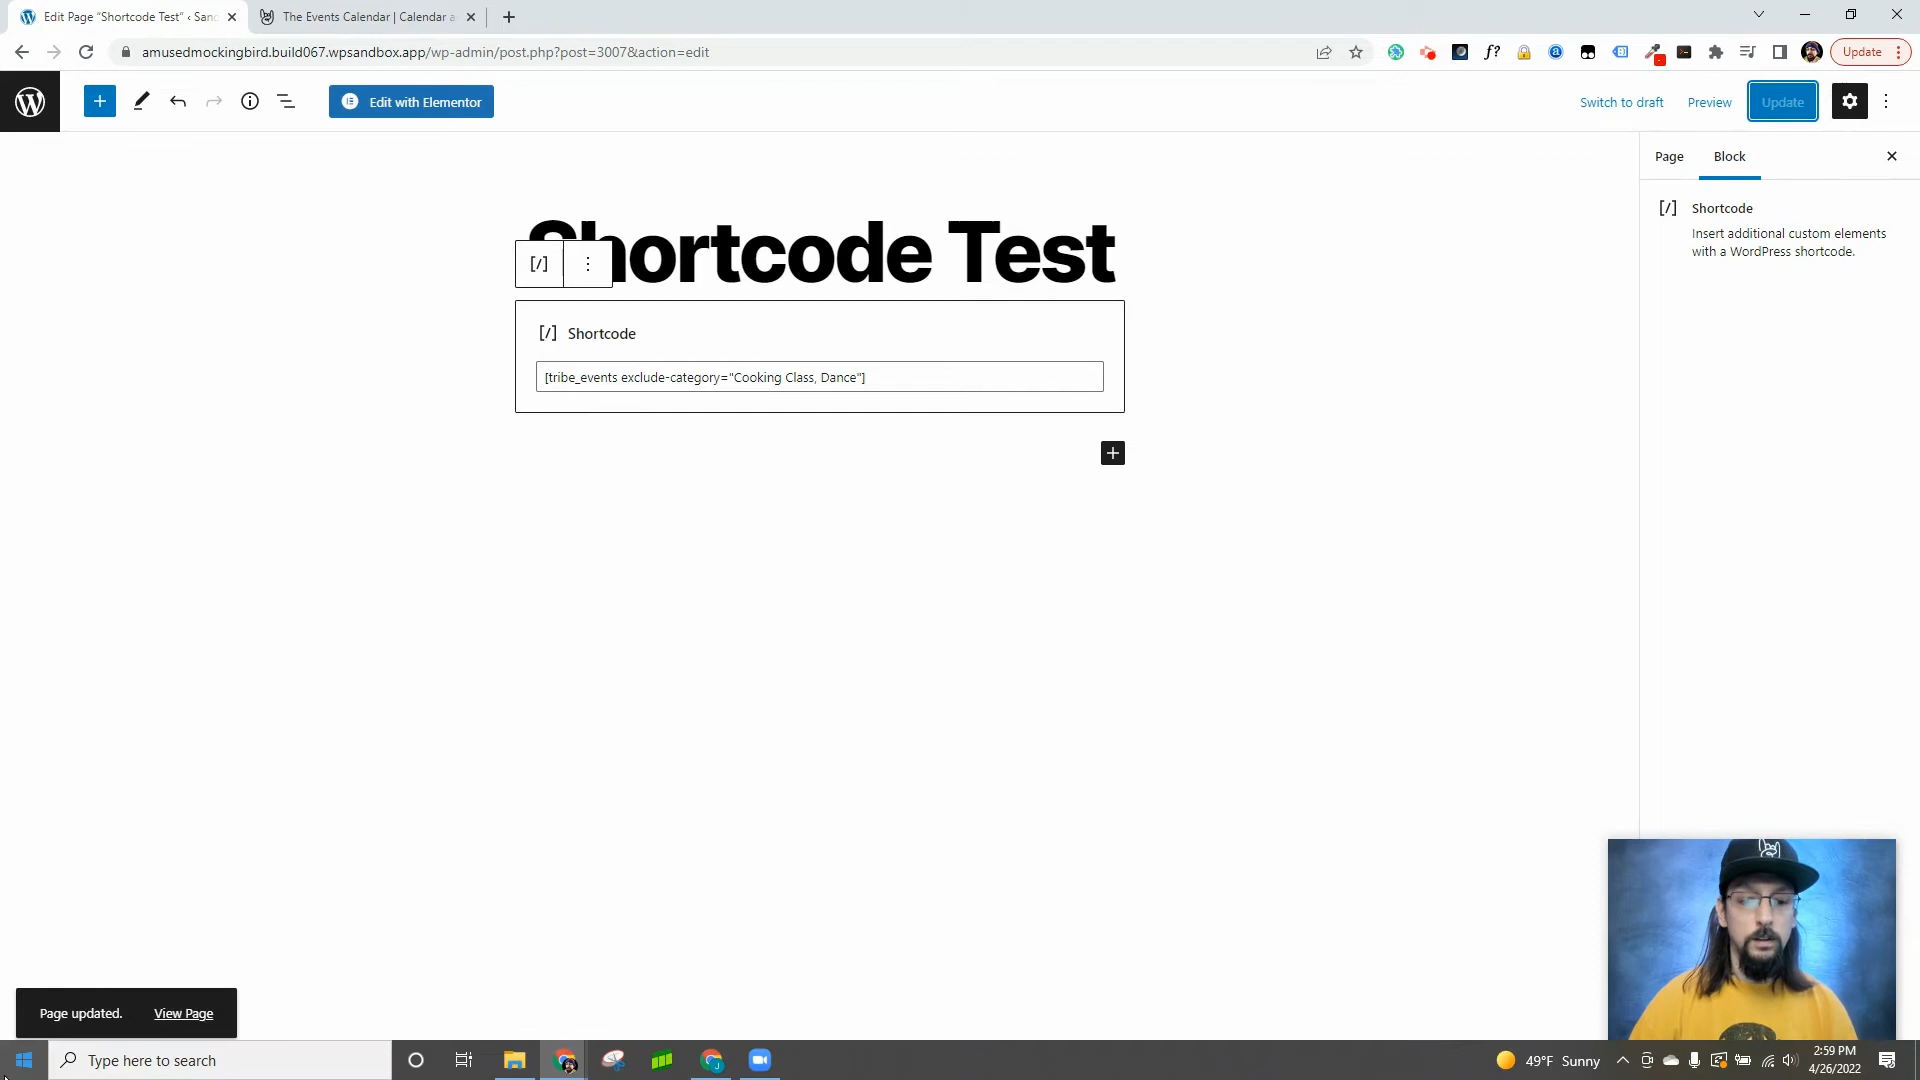 Edit Page “Shortcode Test” ‹ Sanc
The Events Calendar | Calendar a
amusedmockingbird.build067.wpsandbox.app/wp-admin/post.php?post=3007&action=edit
Update
Edit with Elementor
Switch to draft
Preview
Update
Page
Block
Shortcode
Insert additional custom elements
with a WordPress shortcode.
Shortcode Test
[/]
[/] Shortcode
[tribe_events exclude-category="Cooking Class, Dance"]
Page updated.
View Page
Type here to search
49°F Sunny
2:59 PM
4/26/2022